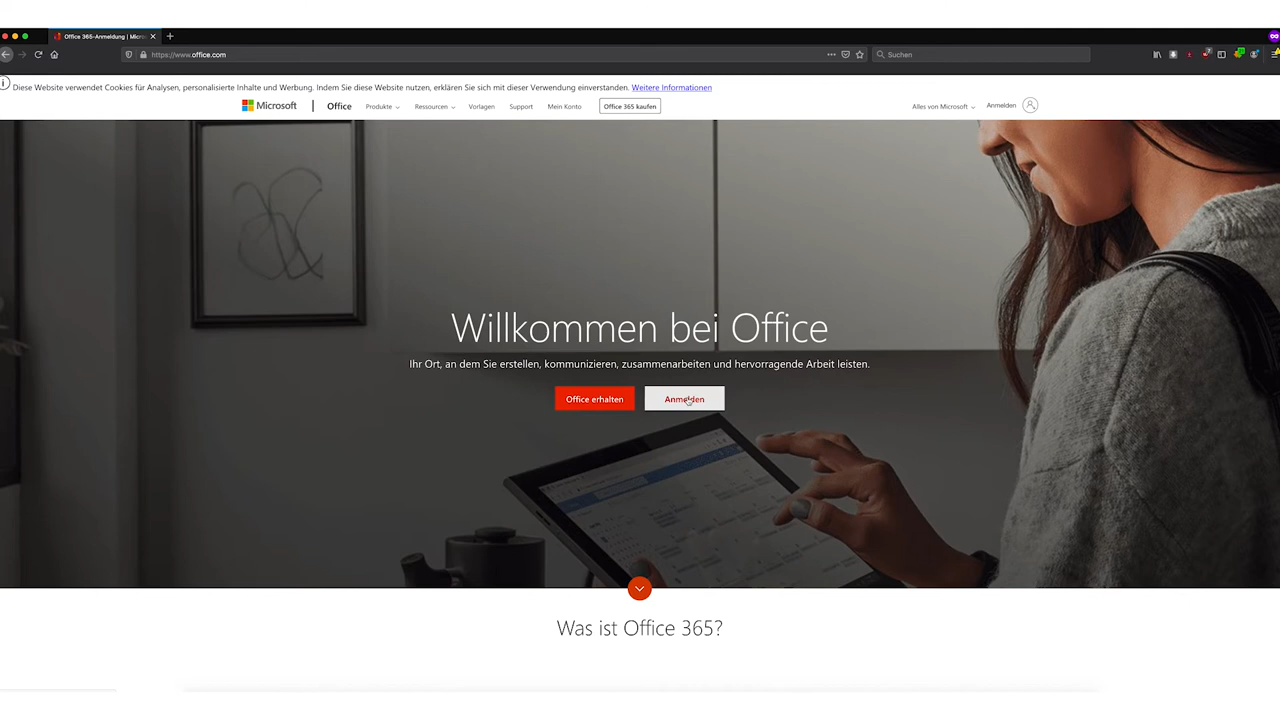 Office 365-Anmeldung | Micro
https://www.office.com
Suchen
Diese Website verwendet Cookies für Analysen, personalisierte Inhalte und Werbung. Indem Sie diese Website nutzen, erklären Sie sich mit dieser Verwendung einverstanden. Weitere Informationen
Microsoft Office Produkte Ressourcen Vorlagen Support Mein Konto Office 365 kaufen Alles von Microsoft Anmelden
Willkommen bei Office
Ihr Ort, an dem Sie erstellen, kommunizieren, zusammenarbeiten und hervorragende Arbeit leisten.
Office erhalten Anmelden
Was ist Office 365?